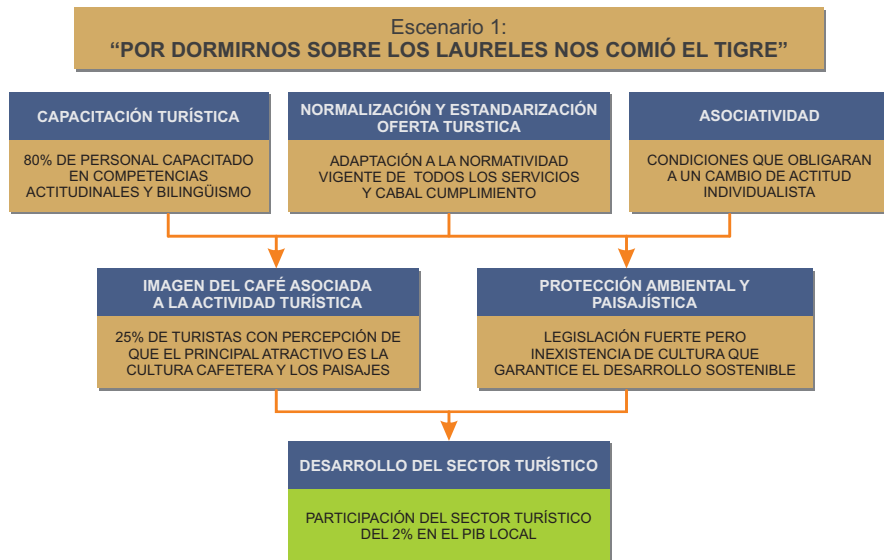 Escenario 1:
“POR DORMIRNOS SOBRE LOS LAURELES NOS COMIÓ EL TIGRE”
CAPACITACIÓN TURÍSTICA
80% DE PERSONAL CAPACITADO
EN COMPETENCIAS
ACTITUDINALES Y BILINGÜISMO
NORMALIZACIÓN Y ESTANDARIZACIÓN
OFERTA TURSTICA
ADAPTACIÓN A LA NORMATIVIDAD
VIGENTE DE TODOS LOS SERVICIOS
Y CABAL CUMPLIMIENTO
ASOCIATIVIDAD
CONDICIONES QUE OBLIGARAN
A UN CAMBIO DE ACTITUD
INDIVIDUALISTA
IMAGEN DEL CAFÉ ASOCIADA
A LA ACTIVIDAD TURÍSTICA
25% DE TURISTAS CON PERCEPCIÓN DE
QUE EL PRINCIPAL ATRACTIVO ES LA
CULTURA CAFETERA Y LOS PAISAJES
PROTECCIÓN AMBIENTAL Y
PAISAJÍSTICA
LEGISLACIÓN FUERTE PERO
INEXISTENCIA DE CULTURA QUE
GARANTICE EL DESARROLLO SOSTENIBLE
DESARROLLO DEL SECTOR TURÍSTICO
PARTICIPACIÓN DEL SECTOR TURÍSTICO
DEL 2% EN EL PIB LOCAL